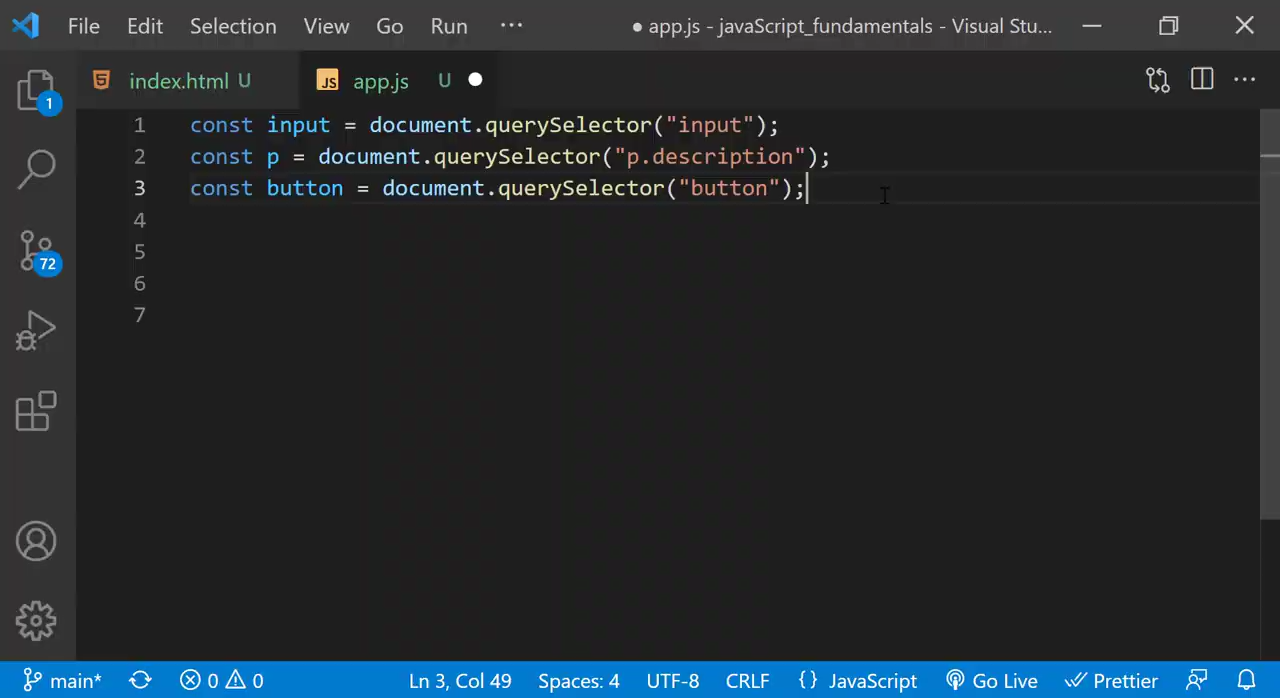 File Edit Selection View Go Run ··· ● app.js - javaScript_fundamentals - Visual Stu...
index.html U JS app.js U
1 const input = document.querySelector("input");
2 const p = document.querySelector("p.description");
3 const button = document.querySelector("button");
4
5
6
7
1
72
main* 0 0 Ln 3, Col 49 Spaces: 4 UTF-8 CRLF {} JavaScript Go Live Prettier